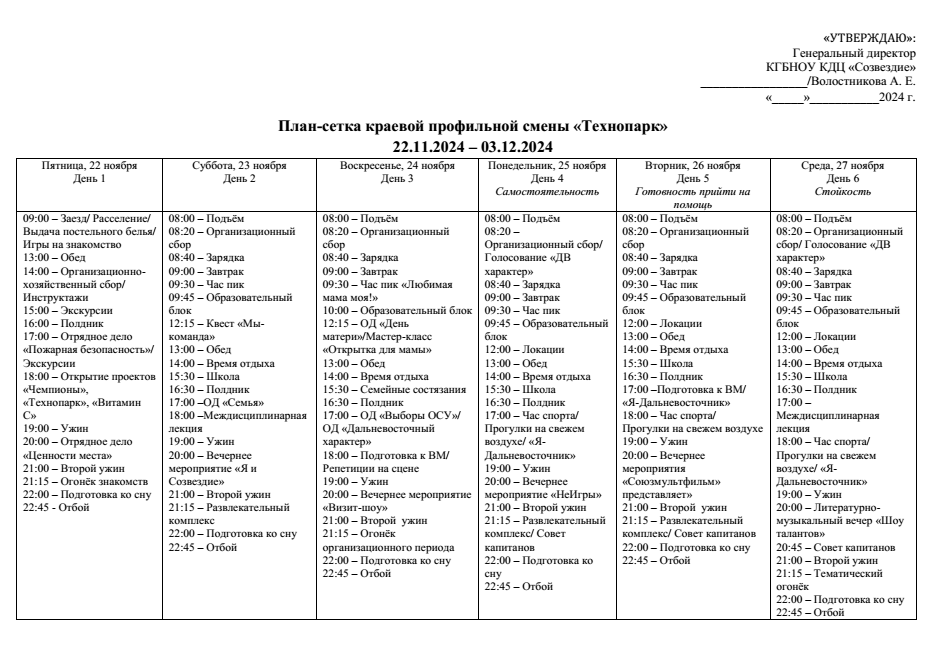 «УТВЕРЖДАЮ»:
Генеральный директор
КГБНОУ КДЦ «Созвездие»
_________________/Волостникова А. Е.
«_____»___________2024 г.
План-сетка краевой профильной смены «Технопарк»
22.11.2024 – 03.12.2024
Пятница, 22 ноября
День 1
09:00 – Заезд/ Расселение/
Выдача постельного белья/
Игры на знакомство
13:00 – Обед
14:00 – Организационно-
хозяйственный сбор/
Инструктажи
15:00 – Экскурсии
16:00 – Полдник
17:00 – Отрядное дело
«Пожарная безопасность»/
Экскурсии
18:00 – Открытие проектов
«Чемпионы»,
«Технопарк», «Витамин
С»
19:00 – Ужин
20:00 – Отрядное дело
«Ценности места»
21:00 – Второй ужин
21:15 – Огонёк знакомств
22:00 – Подготовка ко сну
22:45 - Отбой
Суббота, 23 ноября
День 2
08:00 – Подъём
08:20 – Организационный
сбор
08:40 – Зарядка
09:00 – Завтрак
09:30 – Час пик
09:45 – Образовательный
блок
12:15 – Квест «Мы-
команда»
13:00 – Обед
14:00 – Время отдыха
15:30 – Школа
16:30 – Полдник
17:00 –ОД «Семья»
18:00 –Междисциплинарная
лекция
19:00 – Ужин
20:00 – Вечернее
мероприятие «Я и
Созвездие»
21:00 – Второй ужин
21:15 – Развлекательный
комплекс
22:00 – Подготовка ко сну
22:45 – Отбой
Воскресенье, 24 ноября
День 3
08:00 – Подъём
08:20 – Организационный
сбор
08:40 – Зарядка
09:00 – Завтрак
09:30 – Час пик «Любимая
мама моя!»
10:00 – Образовательный блок
12:15 – ОД «День
матери»/Мастер-класс
«Открытка для мамы»
13:00 – Обед
14:00 – Время отдыха
15:30 – Семейные состязания
16:30 – Полдник
17:00 – ОД «Выборы ОСУ»/
ОД «Дальневосточный
характер»
18:00 – Подготовка к ВМ/
Репетиции на сцене
19:00 – Ужин
20:00 – Вечернее мероприятие
«Визит-шоу»
21:00 – Второй ужин
21:15 – Огонёк
организационного периода
22:00 – Подготовка ко сну
22:45 – Отбой
Понедельник, 25 ноября
День 4
Самостоятельность
08:00 – Подъём
08:20 –
Организационный сбор/
Голосование «ДВ
характер»
08:40 – Зарядка
09:00 – Завтрак
09:30 – Час пик
09:45 – Образовательный
блок
12:00 – Локации
13:00 – Обед
14:00 – Время отдыха
15:30 – Школа
16:30 – Полдник
17:00 – Час спорта/
Прогулки на свежем
воздухе/ «Я-
Дальневосточник»
19:00 – Ужин
20:00 – Вечернее
мероприятие «НеИгры»
21:00 – Второй ужин
21:15 – Развлекательный
комплекс/ Совет
капитанов
22:00 – Подготовка ко
сну
22:45 – Отбой
Вторник, 26 ноября
День 5
Готовность прийти на
помощь
08:00 – Подъём
08:20 – Организационный
сбор
08:40 – Зарядка
09:00 – Завтрак
09:30 – Час пик
09:45 – Образовательный
блок
12:00 – Локации
13:00 – Обед
14:00 – Время отдыха
15:30 – Школа
16:30 – Полдник
17:00 –Подготовка к ВМ/
«Я-Дальневосточник»
18:00 – Час спорта/
Прогулки на свежем воздухе
19:00 – Ужин
20:00 – Вечернее
мероприятия
«Союзмультфильм»
представляет»
21:00 – Второй ужин
21:15 – Развлекательный
комплекс/ Совет капитанов
22:00 – Подготовка ко сну
22:45 – Отбой
Среда, 27 ноября
День 6
Стойкость
08:00 – Подъём
08:20 – Организационный
сбор/ Голосование «ДВ
характер»
08:40 – Зарядка
09:00 – Завтрак
09:30 – Час пик
09:45 – Образовательный
блок
12:00 – Локации
13:00 – Обед
14:00 – Время отдыха
15:30 – Школа
16:30 – Полдник
17:00 –
Междисциплинарная
лекция
18:00 – Час спорта/
Прогулки на свежем
воздухе/ «Я-
Дальневосточник»
19:00 – Ужин
20:00 – Литературно-
музыкальный вечер «Шоу
талантов»
20:45 – Совет капитанов
21:00 – Второй ужин
21:15 – Тематический
огонёк
22:00 – Подготовка ко сну
22:45 – Отбой